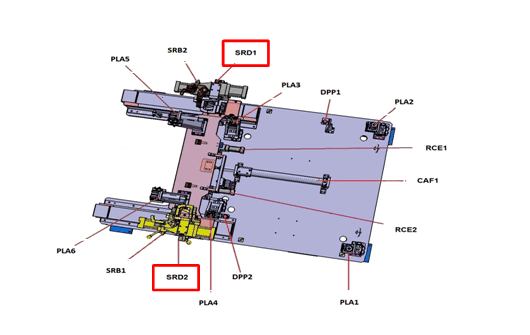 SRB2
SRD1
PLA5
PLA3
DPP1
PLA2
RCE1
CAF1
RCE2
PLA6
SRB1
SRD2
DPP2
PLA4
PLA1